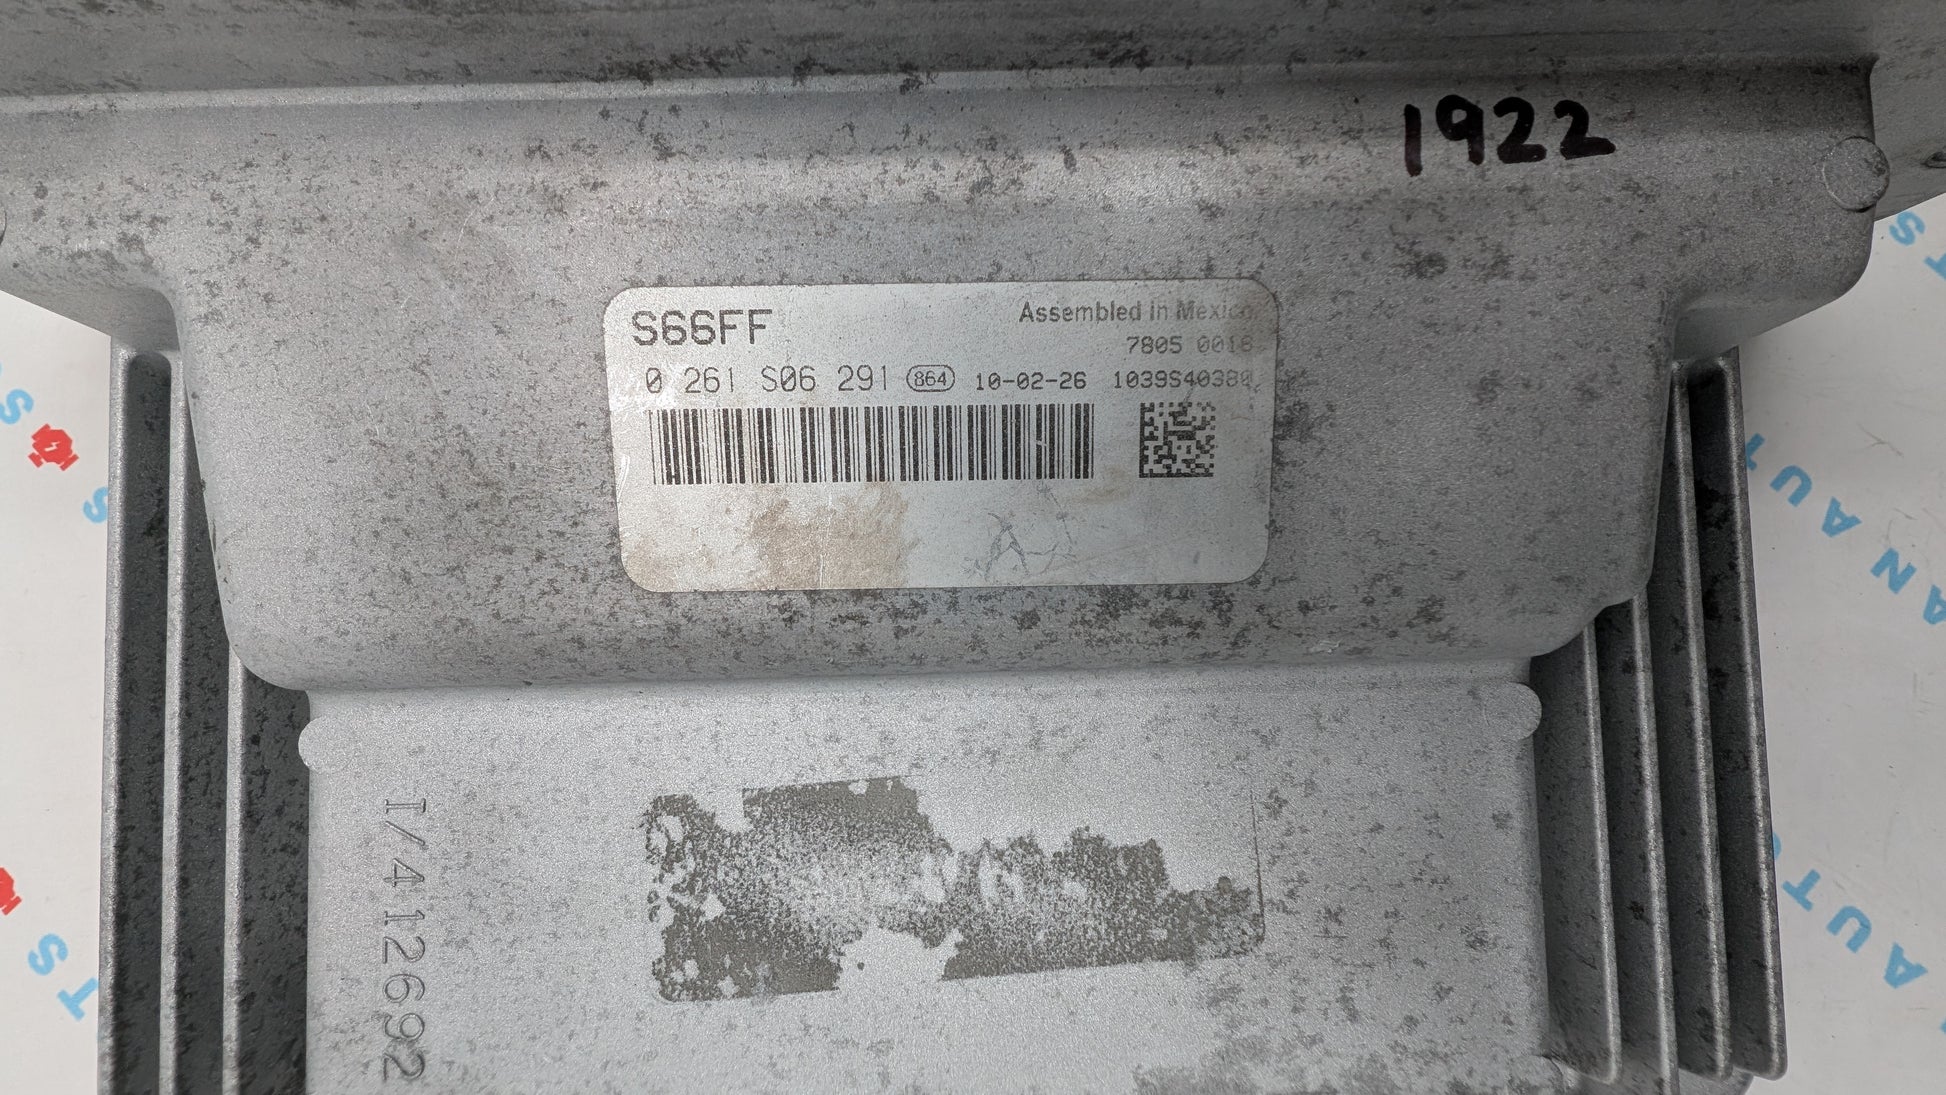 1922
S66FF
Assembled in Mexico
7805 0018
0 261 S06 291 864 10-02-26 1039S40380
I/412692